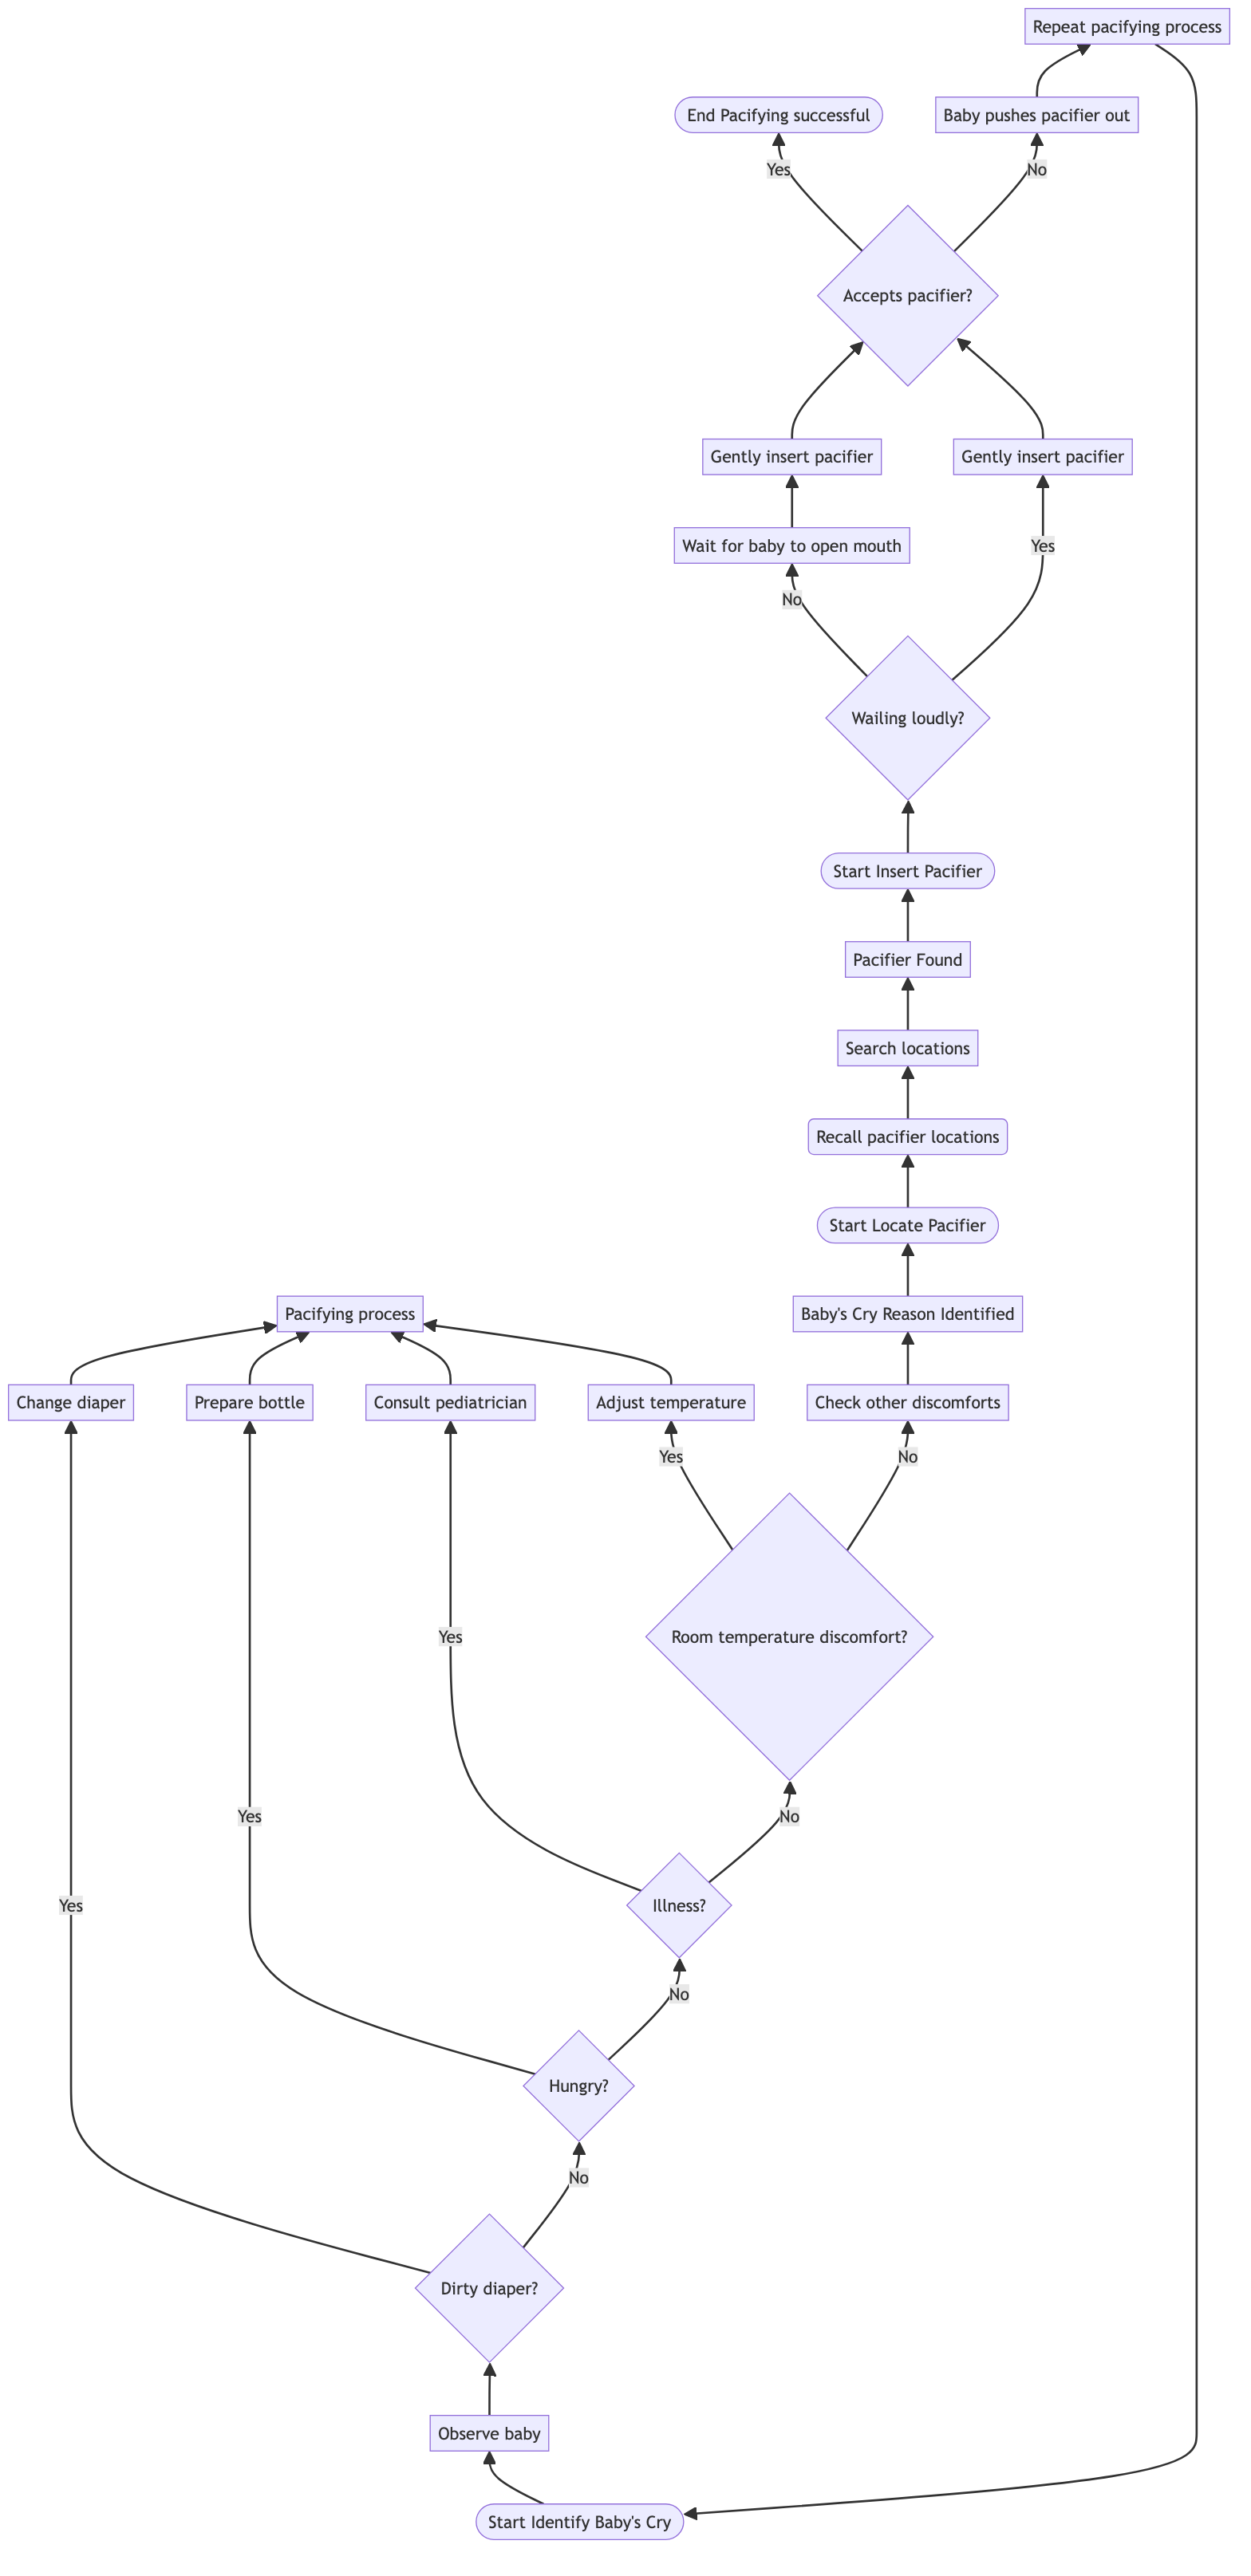 Repeat pacifying process
End Pacifying successful
Baby pushes pacifier out
Yes
No
Accepts pacifier?
Gently insert pacifier
Gently insert pacifier
Wait for baby to open mouth
Yes
No
Wailing loudly?
Start Insert Pacifier
Pacifier Found
Search locations
Recall pacifier locations
Start Locate Pacifier
Pacifying process
Baby's Cry Reason Identified
Change diaper
Prepare bottle
Consult pediatrician
Adjust temperature
Check other discomforts
Yes
No
Room temperature discomfort?
Yes
Yes
No
Yes
Illness?
No
Hungry?
No
Dirty diaper?
Observe baby
Start Identify Baby's Cry